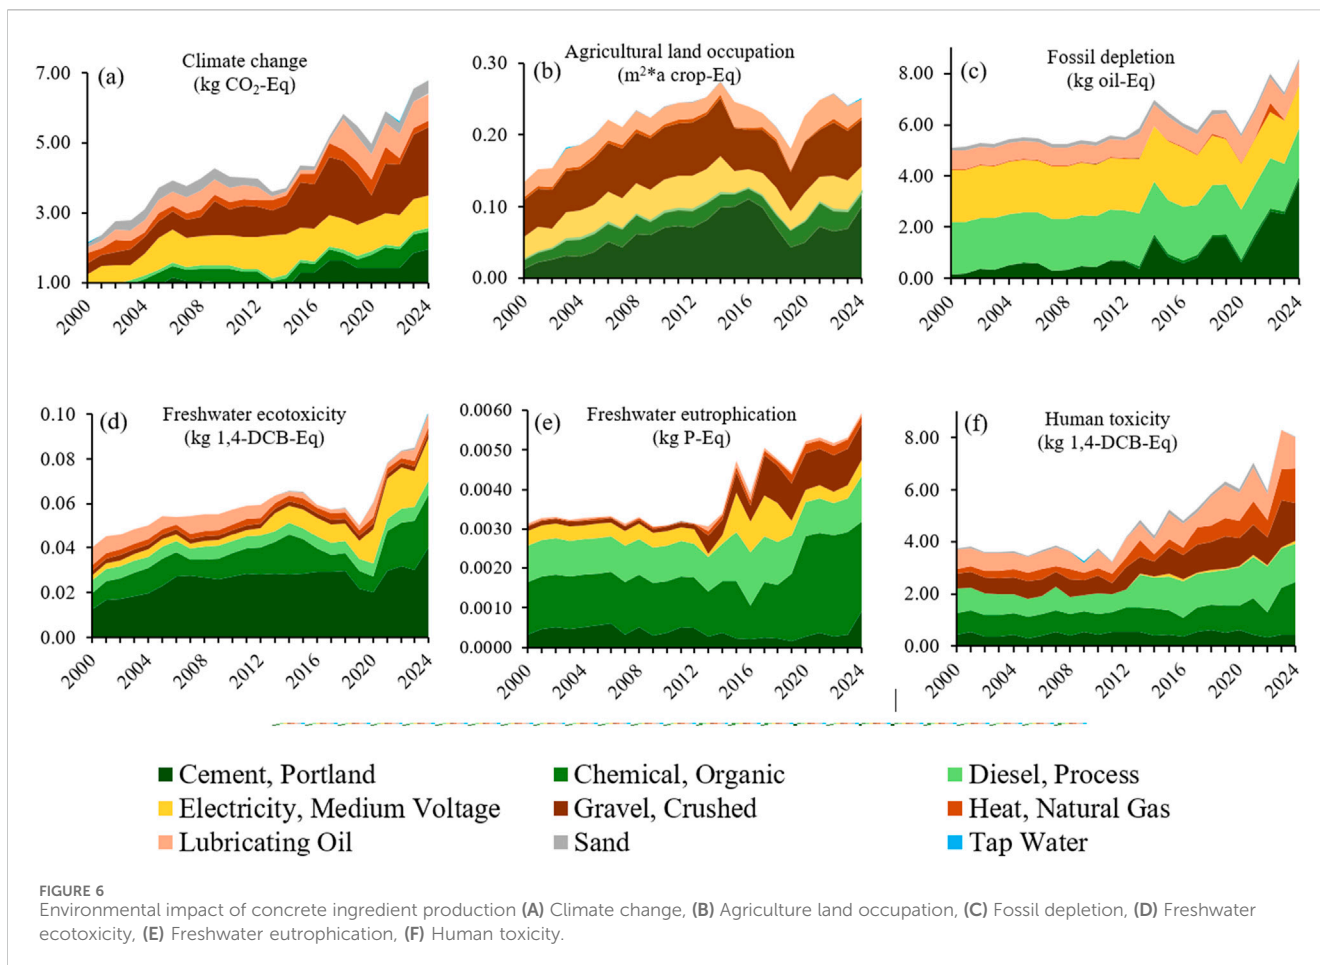 (a)
Climate change
(kg CO₂-Eq)
7.00
5.00
3.00
1.00
2000
2004
2008
2012
2016
2020
2024
(b)
Agricultural land occupation
(m²*a crop-Eq)
0.30
0.20
0.10
0.00
2000
2004
2008
2012
2016
2020
2024
(c)
Fossil depletion
(kg oil-Eq)
8.00
6.00
4.00
2.00
0.00
2000
2004
2008
2012
2016
2020
2024
(d)
Freshwater ecotoxicity
(kg 1,4-DCB-Eq)
0.10
0.08
0.06
0.04
0.02
0.00
2000
2004
2008
2012
2016
2020
2024
(e)
Freshwater eutrophication
(kg P-Eq)
0.0060
0.0050
0.0040
0.0030
0.0020
0.0010
0.0000
2000
2004
2008
2012
2016
2020
2024
(f)
Human toxicity
(kg 1,4-DCB-Eq)
8.00
6.00
4.00
2.00
0.00
2000
2004
2008
2012
2016
2020
2024
Cement, Portland
Chemical, Organic
Diesel, Process
Electricity, Medium Voltage
Gravel, Crushed
Heat, Natural Gas
Lubricating Oil
Sand
Tap Water
FIGURE 6
Environmental impact of concrete ingredient production (A) Climate change, (B) Agriculture land occupation, (C) Fossil depletion, (D) Freshwater
ecotoxicity, (E) Freshwater eutrophication, (F) Human toxicity.